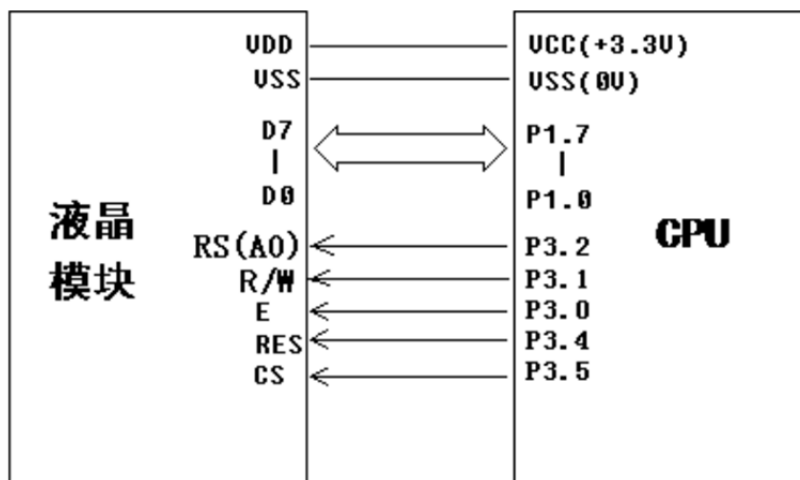 VDD VCC(+3.3V)
VSS VSS(0V)
D7 P1.7
D0 P1.0
液晶
模块
CPU
RS(A0) P3.2
R/W P3.1
E P3.0
RES P3.4
CS P3.5